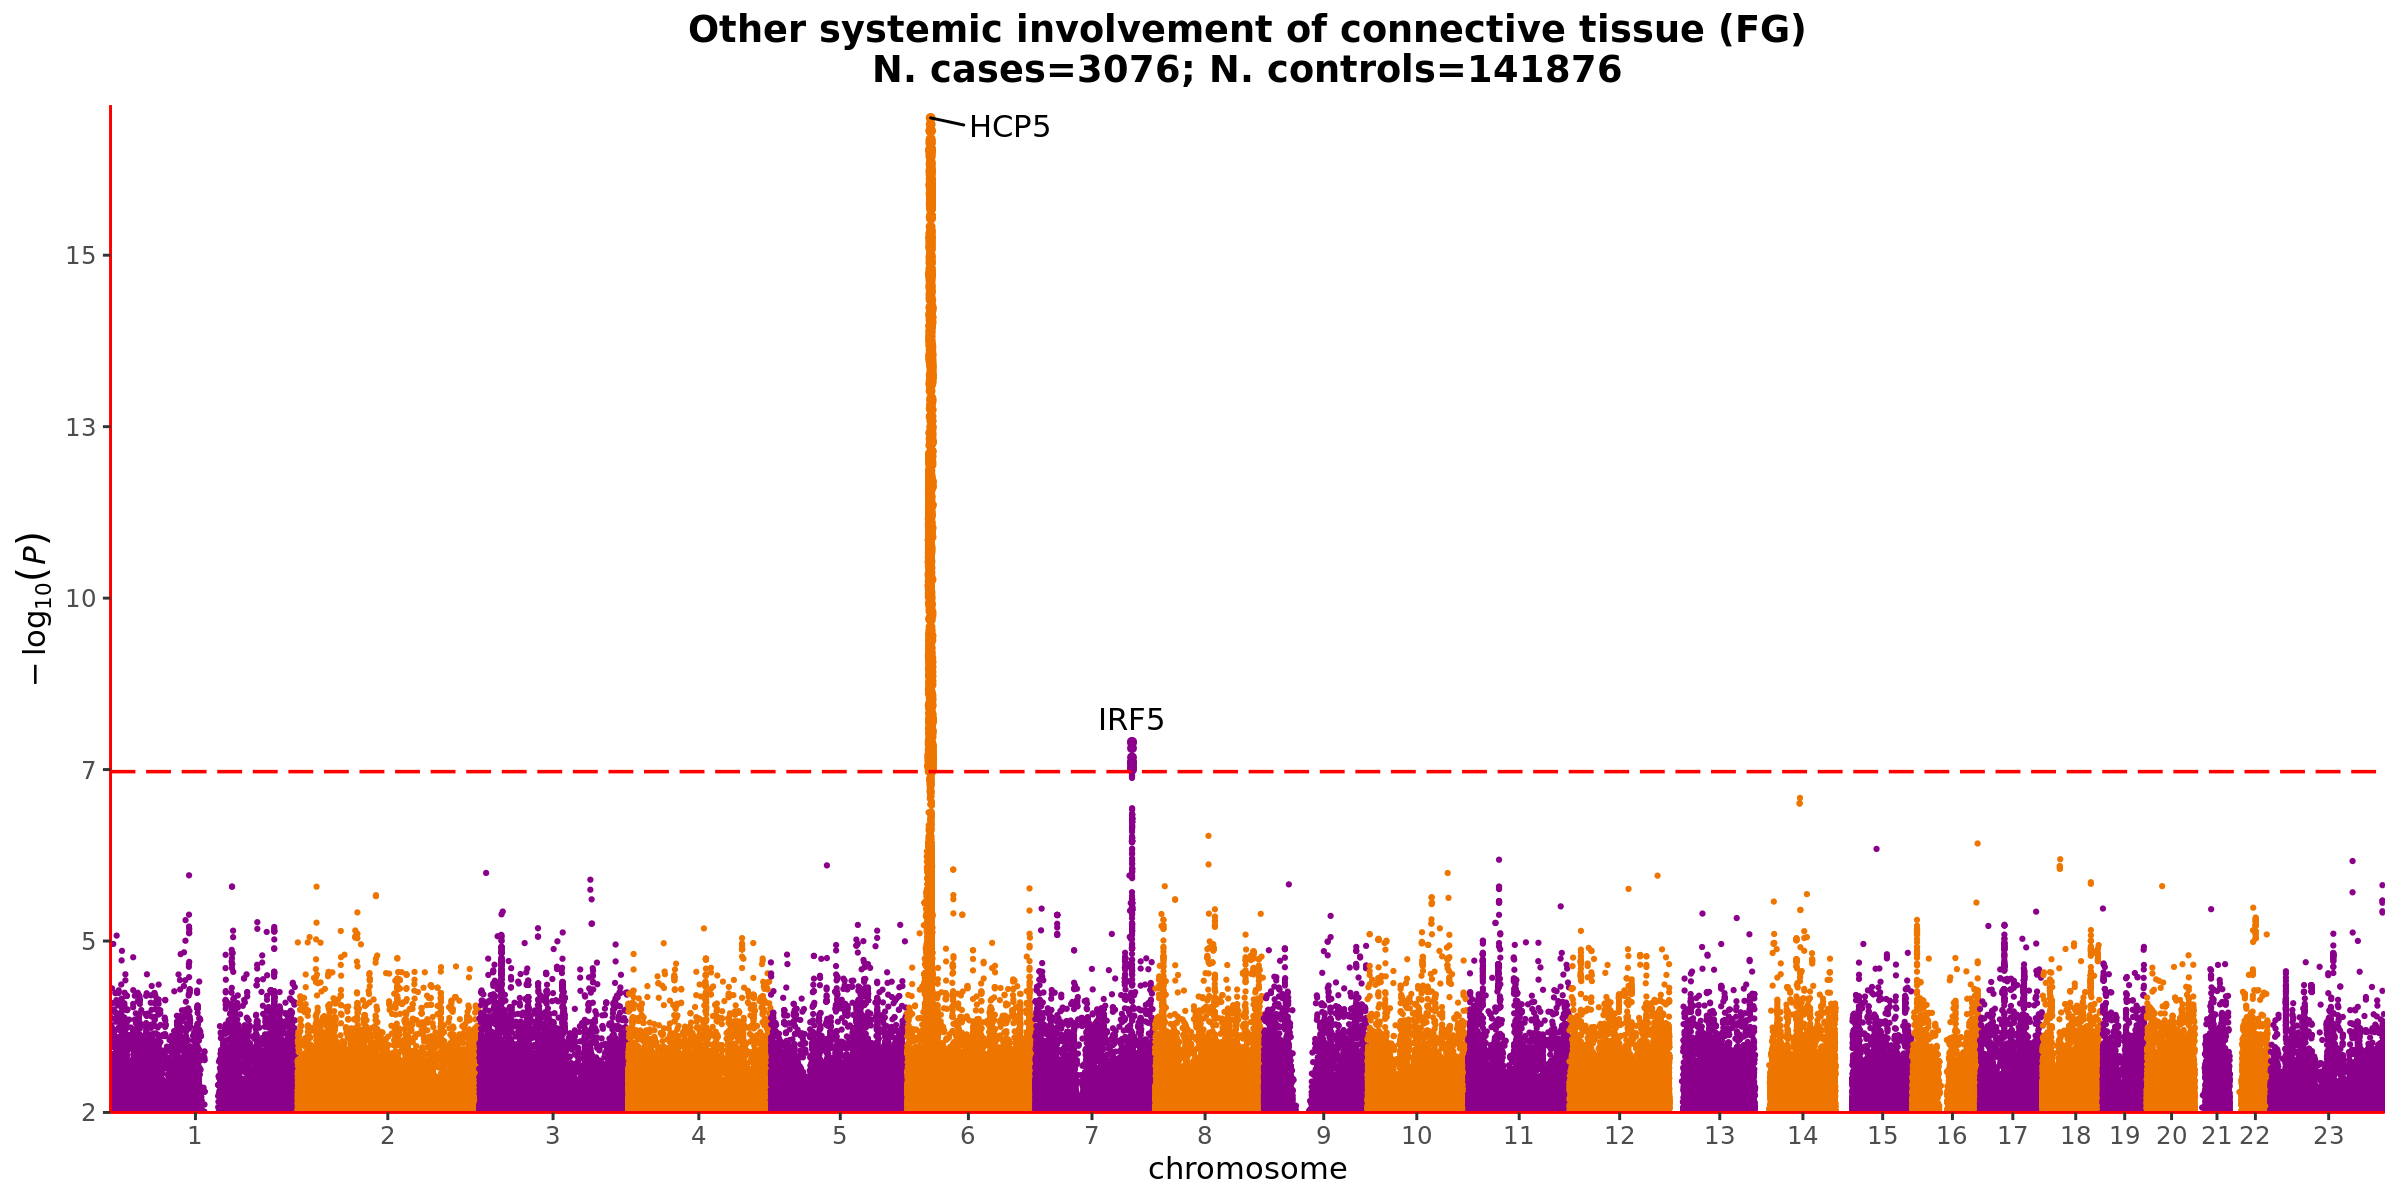 Other systemic involvement of connective tissue (FG)
N. cases=3076; N. controls=141876
HCP5
15
13
− log₁₀(P)
10
IRF5
7
5
2
1 2 3 4 5 6 7 8 9 10 11 12 13 14 15 16 17 18 19 20 21 22 23
chromosome